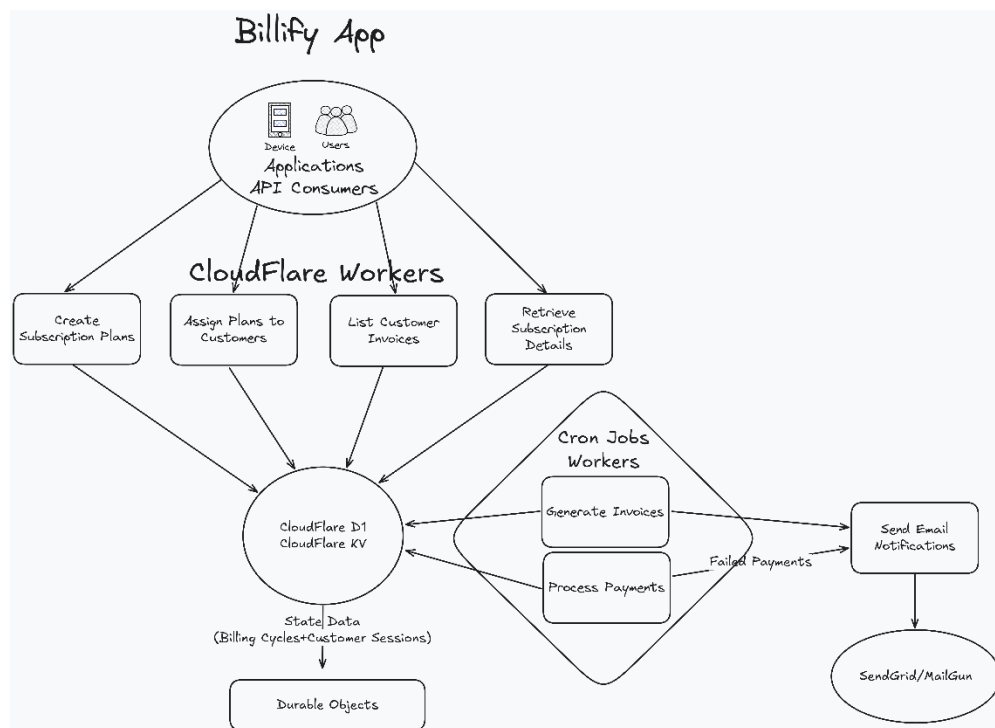 Billify App
Device
Users
Applications
API Consumers
CloudFlare Workers
Create
Subscription Plans
Assign Plans to
Customers
List Customer
Invoices
Retrieve
Subscription
Details
Cron Jobs
Workers
Generate Invoices
Process Payments
Failed Payments
Send Email
Notifications
CloudFlare D1
CloudFlare KV
State Data
(Billing Cycles+Customer Sessions)
Durable Objects
SendGrid/MailGun